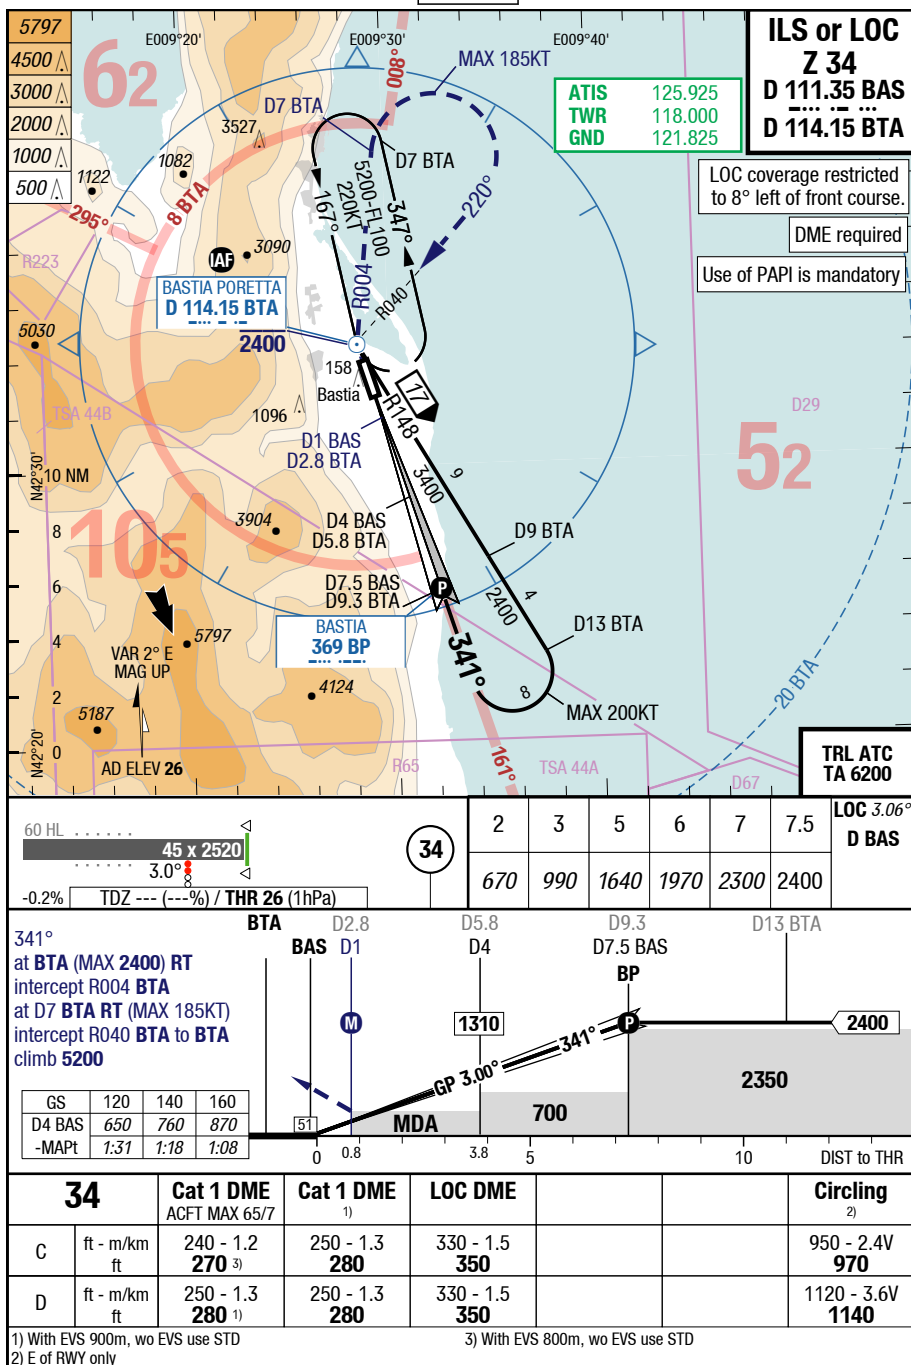 5797
4500
3000
2000
1000
500
E009°20'
E009°30'
E009°40'
ILS or LOC
Z 34
D 111.35 BAS
D 114.15 BTA
ATIS 125.925
TWR 118.000
GND 121.825
LOC coverage restricted
to 8° left of front course.
DME required
Use of PAPI is mandatory
62
52
105
008°
MAX 185KT
D7 BTA
D7 BTA
3527
1082
1122
295°
8 BTA
R223
3090
IAF
BASTIA PORETTA
D 114.15 BTA
2400
167°
5200-FL100
220KT
347°
220°
R004
R040
5030
158
Bastia
17
R148
TSA 44B
1096
D29
D1 BAS
D2.8 BTA
N42°30'
10 NM
8
6
4
2
0
N42°20'
3400
9
3904
D4 BAS
D5.8 BTA
D9 BTA
D7.5 BAS
D9.3 BTA
P
2400
4
BASTIA
369 BP
5797
VAR 2° E
MAG UP
D13 BTA
341°
8
MAX 200KT
4124
5187
20 BTA
AD ELEV 26
R65
161°
TSA 44A
D67
TRL ATC
TA 6200
60 HL
45 x 2520
3.0°
-0.2%
TDZ --- (---%) / THR 26 (1hPa)
34
2 3 5 6 7 7.5
670 990 1640 1970 2300 2400
LOC 3.06°
D BAS
341°
at BTA (MAX 2400) RT
intercept R004 BTA
at D7 BTA RT (MAX 185KT)
intercept R040 BTA to BTA
climb 5200
BTA D2.8 D5.8 D9.3 D13 BTA
BAS D1 D4 D7.5 BAS
BP
M
1310
P
2400
GP 3.00°
341°
2350
700
MDA
51
0 0.8 3.8 5 10 DIST to THR
GS 120 140 160
D4 BAS 650 760 870
-MAPt 1:31 1:18 1:08
34 Cat 1 DME Cat 1 DME LOC DME Circling
ACFT MAX 65/7 1) 2)
C ft - m/km 240 - 1.2 250 - 1.3 330 - 1.5 950 - 2.4V
ft 270 3) 280 350 970
D ft - m/km 250 - 1.3 250 - 1.3 330 - 1.5 1120 - 3.6V
ft 280 1) 280 350 1140
1) With EVS 900m, wo EVS use STD 3) With EVS 800m, wo EVS use STD
2) E of RWY only